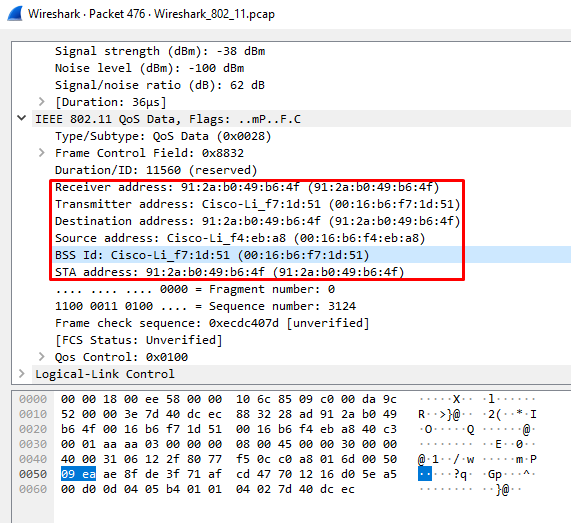 Wireshark · Packet 476 · Wireshark_802_11.pcap
Signal strength (dBm): -38 dBm
Noise level (dBm): -100 dBm
Signal/noise ratio (dB): 62 dB
[Duration: 36µs]
IEEE 802.11 QoS Data, Flags: ..mP..F.C
Type/Subtype: QoS Data (0x0028)
Frame Control Field: 0x8832
Duration/ID: 11560 (reserved)
Receiver address: 91:2a:b0:49:b6:4f (91:2a:b0:49:b6:4f)
Transmitter address: Cisco-Li_f7:1d:51 (00:16:b6:f7:1d:51)
Destination address: 91:2a:b0:49:b6:4f (91:2a:b0:49:b6:4f)
Source address: Cisco-Li_f4:eb:a8 (00:16:b6:f4:eb:a8)
BSS Id: Cisco-Li_f7:1d:51 (00:16:b6:f7:1d:51)
STA address: 91:2a:b0:49:b6:4f (91:2a:b0:49:b6:4f)
.... .... .... 0000 = Fragment number: 0
1100 0011 0100 .... = Sequence number: 3124
Frame check sequence: 0xecdc407d [unverified]
[FCS Status: Unverified]
Qos Control: 0x0100
Logical-Link Control
0000 00 00 18 00 ee 58 00 00 10 6c 85 09 c0 00 da 9c ·····X·· ·l······
0010 52 00 00 3e 7d 40 dc ec 88 32 28 ad 91 2a b0 49 R··>}@·· ·2(··*·I
0020 b6 4f 00 16 b6 f7 1d 51 00 16 b6 f4 eb a8 40 c3 ·O·····Q ······@·
0030 00 01 aa aa 03 00 00 00 08 00 45 00 00 30 00 00 ········ ··E··0··
0040 40 00 31 06 12 2f 80 77 f5 0c c0 a8 01 6d 00 50 @·1··/·w ·····m·P
0050 09 ea ae 8f de 3f 71 af cd 47 70 12 16 d0 5e a5 ·····?q· ·Gp···^·
0060 00 d0 0d 04 05 b4 01 01 04 02 7d 40 dc ec ········ ··}@··